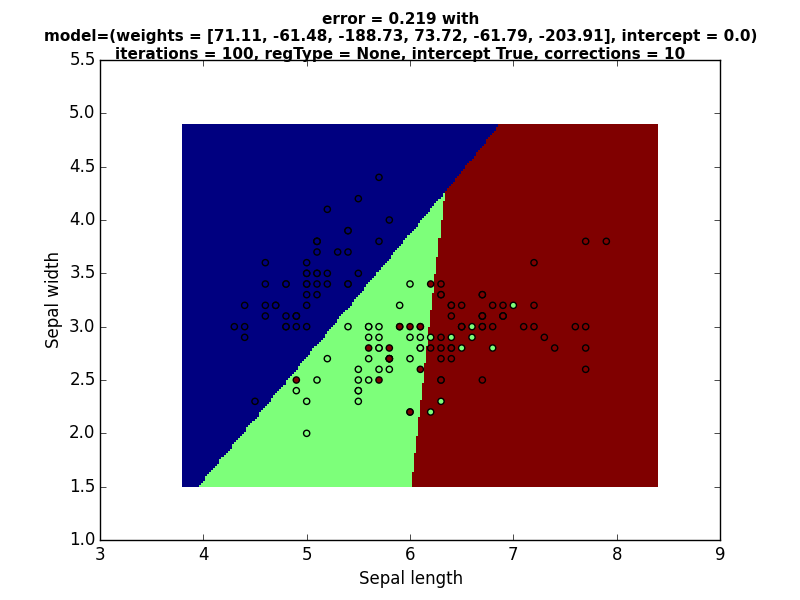 error = 0.219 with
model=(weights = [71.11, -61.48, -188.73, 73.72, -61.79, -203.91], intercept = 0.0)
iterations = 100, regType = None, intercept True, corrections = 10
5.5
5.0
4.5
4.0
3.5
3.0
2.5
2.0
1.5
1.0
Sepal width
3 4 5 6 7 8 9
Sepal length